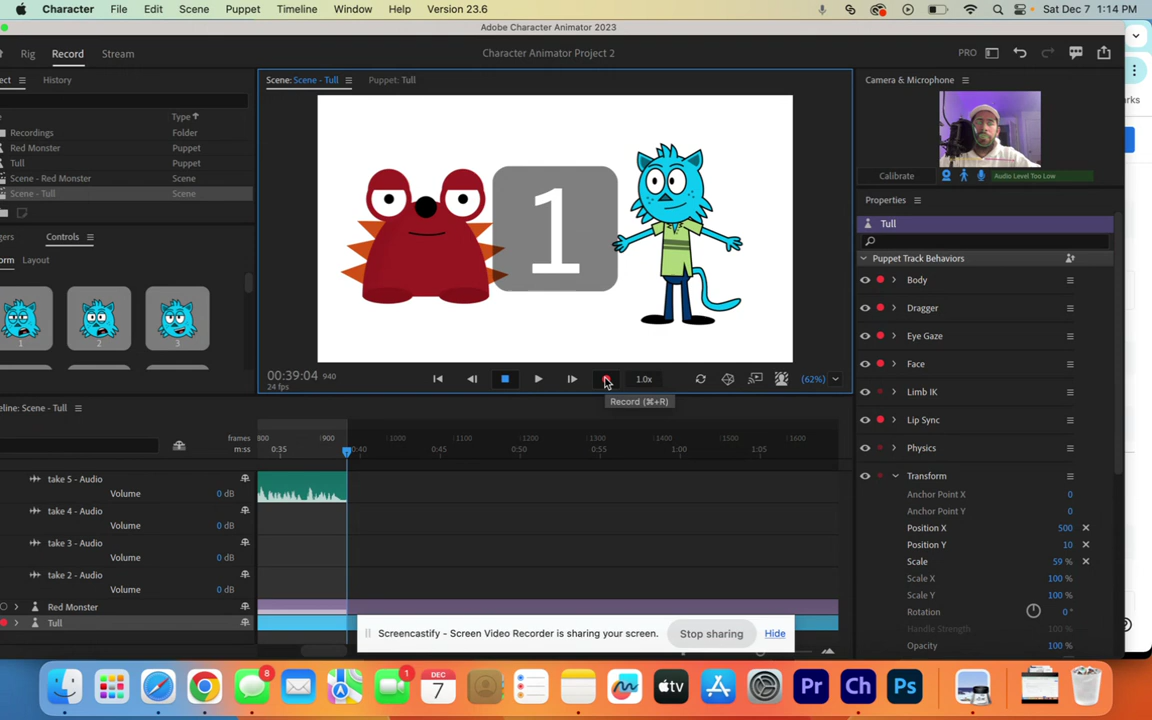 Character File Edit Scene Puppet Timeline Window Help Version 23.6 Sat Dec 7 1:14 PM
Adobe Character Animator 2023
Rig Record Stream Character Animator Project 2 PRO
History Scene: Scene - Tull Puppet: Tull Camera & Microphone
Type
Recordings Folder
Red Monster Puppet
Tull Puppet
Scene - Red Monster Scene
Scene - Tull Scene
Calibrate Audio Level Too Low
Properties
Tull
Controls
Layout
Puppet Track Behaviors
Body
Dragger
Eye Gaze
Face
Limb IK
Lip Sync
Physics
Transform
Anchor Point X 0
Anchor Point Y 0
Position X 500
Position Y 10
Scale 59 %
Scale X 100 %
Scale Y 100 %
Rotation 0°
Handle Strength
Opacity 100 %
1
1 2 3
00:39:04 940
24 fps
1.0x (62%)
Record (⌘+R)
Scene - Tull
frames 800 900 1000 1100 1200 1300 1400 1500 1600
m:ss 0:35 0:40 0:45 0:50 0:55 1:00 1:05
take 5 - Audio
Volume 0 dB
take 4 - Audio
Volume 0 dB
take 3 - Audio
Volume 0 dB
take 2 - Audio
Volume 0 dB
Red Monster
Tull
Screencastify - Screen Video Recorder is sharing your screen. Stop sharing Hide
8 1
DEC
7
tv Pr Ch Ps